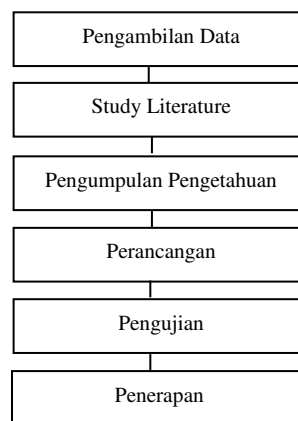 Pengambilan Data
Study Literature
Pengumpulan Pengetahuan
Perancangan
Pengujian
Penerapan